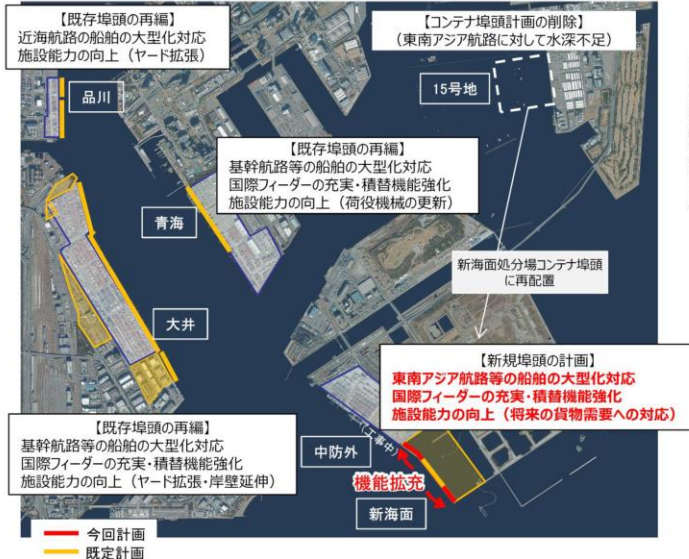 【既存埠頭の再編】
近海航路の船舶の大型化対応
施設能力の向上（ヤード拡張）
品川
【コンテナ埠頭計画の削除】
（東南アジア航路に対して水深不足）
15号地
【既存埠頭の再編】
基幹航路等の船舶の大型化対応
国際フィーダーの充実・積替機能強化
施設能力の向上（荷役機械の更新）
青海
新海面処分場コンテナ埠頭
に再配置
大井
【新規埠頭の計画】
東南アジア航路等の船舶の大型化対応
国際フィーダーの充実・積替機能強化
施設能力の向上（将来の貨物需要への対応）
【既存埠頭の再編】
基幹航路等の船舶の大型化対応
国際フィーダーの充実・積替機能強化
施設能力の向上（ヤード拡張・岸壁延伸）
（工事中）
中防外
機能拡充
新海面
今回計画
既定計画